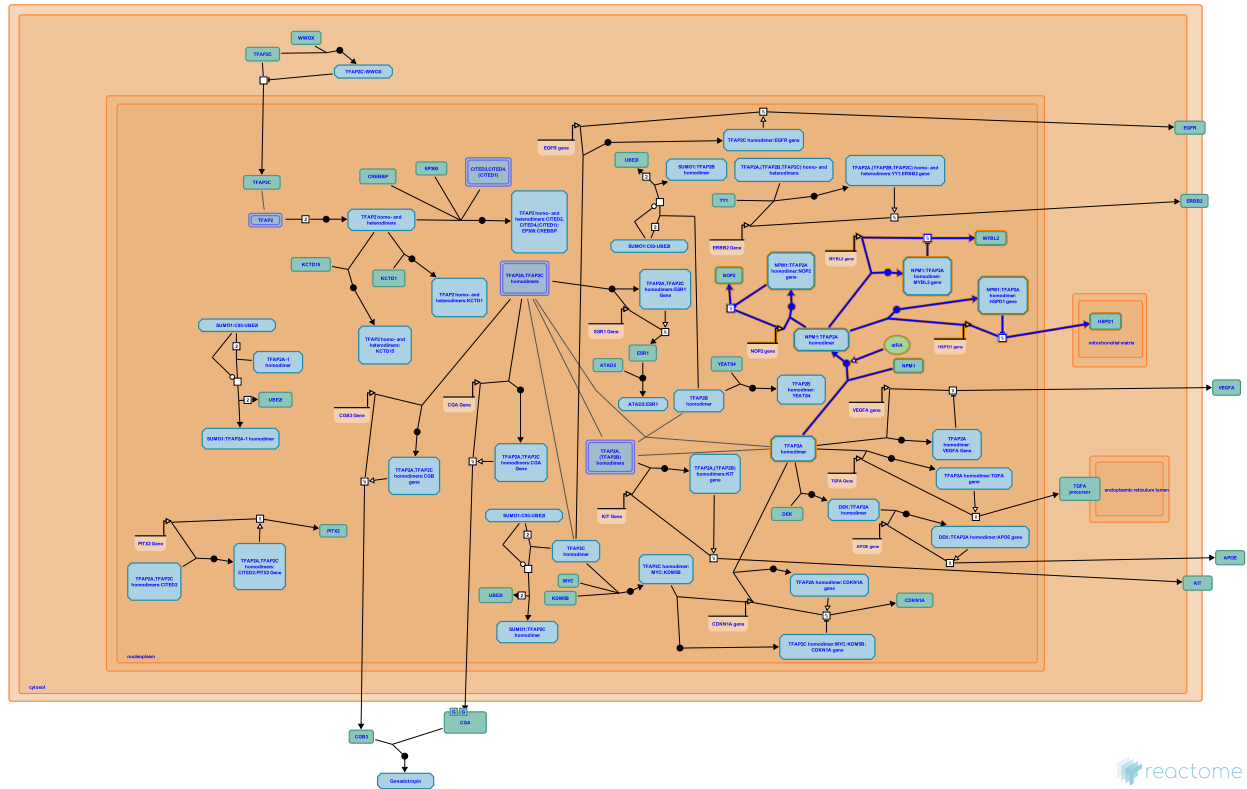 WWOX
TFAP2C
TFAP2C:WWOX
EGFR
EGFR gene
TFAP2C homodimer:EGFR gene
TFAP2C
CREBBP
EP300
CITED2,CITED4,
(CITED1)
UBE2I
SUMO1:TFAP2B
homodimer
TFAP2A,(TFAP2B,TFAP2C) homo- and
heterodimers
TFAP2A,(TFAP2B,TFAP2C) homo- and
heterodimers:YY1:ERBB2 gene
YY1
ERBB2
TFAP2
2
TFAP2 homo- and
heterodimers
TFAP2 homo- and
heterodimers:CITED2,
CITED4,(CITED1):
EP300:CREBBP
2
2
SUMO1:C93-UBE2I
ERBB2 Gene
5
MYBL2
MYBL2 gene
KCTD15
KCTD1
TFAP2 homo- and
heterodimers:KCTD1
TFAP2A,TFAP2C
homodimers
TFAP2A,TFAP2C
homodimers:ESR1
Gene
NOP2
NPM1:TFAP2A
homodimer:NOP2
gene
NPM1:TFAP2A
homodimer:
MYBL2 gene
NPM1:TFAP2A
homodimer:
HSPD1 gene
SUMO1:C93-UBE2I
TFAP2 homo- and
heterodimers:
KCTD15
ESR1 Gene
5
NOP2 gene
NPM1:TFAP2A
homodimer
HSPD1 gene
HSPD1
mitochondrial matrix
2
TFAP2A-1
homodimer
ESR1
ATAD2
YEATS4
atRA
NPM1
2
UBE2I
CGB3 Gene
CGA Gene
ATAD2:ESR1
TFAP2B
homodimer
TFAP2B
homodimer:
YEATS4
VEGFA gene
VEGFA
SUMO1:TFAP2A-1 homodimer
TFAP2A,TFAP2C
homodimers:CGB
gene
TFAP2A,TFAP2C
homodimers:CGA
Gene
TFAP2A,
(TFAP2B)
homodimers
TFAP2A,(TFAP2B)
homodimers:KIT
gene
TFAP2A
homodimer
TFAP2A
homodimer:
VEGFA Gene
TGFA Gene
TFAP2A homodimer:TGFA
gene
TGFA
precursor
endoplasmic reticulum lumen
PITX2 Gene
PITX2
SUMO1:C93-UBE2I
KIT Gene
DEK
DEK:TFAP2A
homodimer
APOE gene
DEK:TFAP2A homodimer:APOE gene
2
TFAP2A,TFAP2C
homodimers:CITED2
TFAP2A,TFAP2C
homodimers:
CITED2:PITX2 Gene
TFAP2C
homodimer
TFAP2C homodimer:
MYC:KDM5B
APOE
MYC
KDM5B
UBE2I
2
TFAP2A homodimer:CDKN1A
gene
KIT
CDKN1A
SUMO1:TFAP2C
homodimer
CDKN1A gene
5
TFAP2C homodimer:MYC:KDM5B:
CDKN1A gene
nucleoplasm
cytosol
G
G
CGA
CGB3
Gonadotropin
reactome